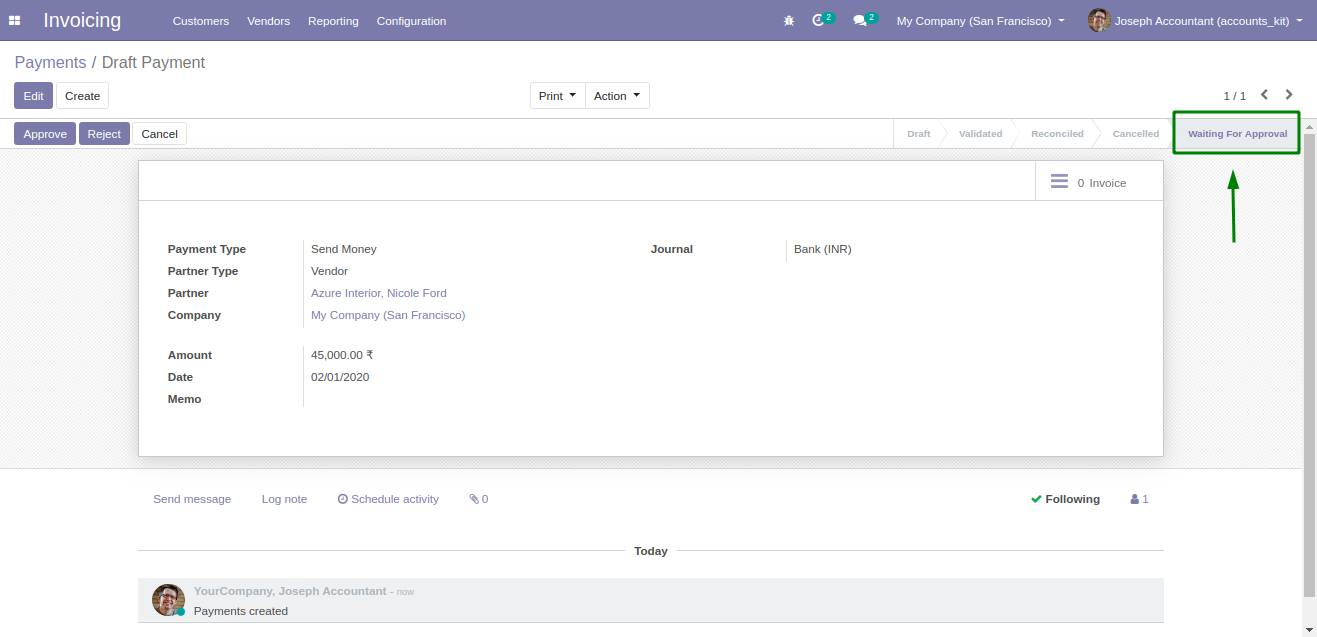 Invoicing Customers Vendors Reporting Configuration 2 2 My Company (San Francisco) Joseph Accountant (accounts_kit)
Payments / Draft Payment
Edit Create Print Action 1 / 1
Approve Reject Cancel Draft Validated Reconciled Cancelled Waiting For Approval
0 Invoice
Payment Type Send Money Journal Bank (INR)
Partner Type Vendor
Partner Azure Interior, Nicole Ford
Company My Company (San Francisco)
Amount 45,000.00 ₹
Date 02/01/2020
Memo
Send message Log note Schedule activity 0 Following 1
Today
YourCompany, Joseph Accountant - now
Payments created